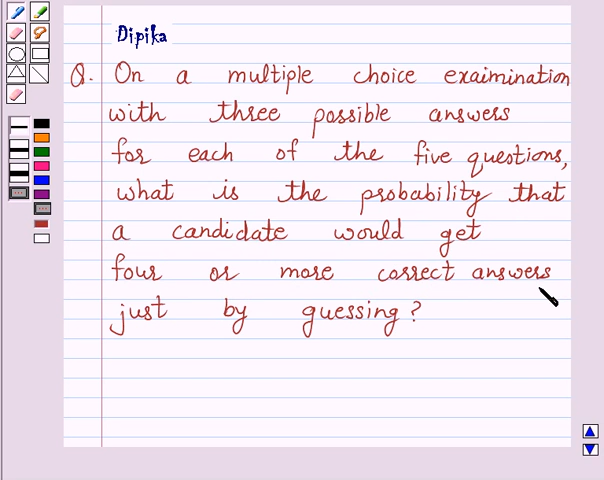 Dipika
Q. On a multiple choice exaimination
with three possible answers
for each of the five questions,
what is the probability that
a candidate would get
four or more correct answers
just by guessing?